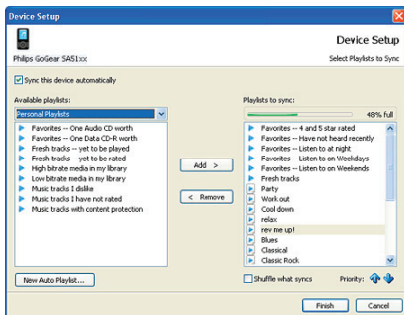 Device Setup
Device Setup
Philips GoGear SA51xx
Select Playlists to Sync
Sync this device automatically
Available playlists:
Personal Playlists
Favorites -- One Audio CD worth
Favorites -- One Data CD-R worth
Fresh tracks -- yet to be played
Fresh tracks -- yet to be rated
High bitrate media in my library
Low bitrate media in my library
Music tracks I dislike
Music tracks I have not rated
Music tracks with content protection
New Auto Playlist...
Add >
< Remove
Playlists to sync:
48% full
Favorites -- 4 and 5 star rated
Favorites -- Have not heard recently
Favorites -- Listen to at night
Favorites -- Listen to on Weekdays
Favorites -- Listen to on Weekends
Fresh tracks
Party
Work out
Cool down
relax
rev me up!
Blues
Classical
Classic Rock
Shuffle what syncs
Priority:
Finish
Cancel